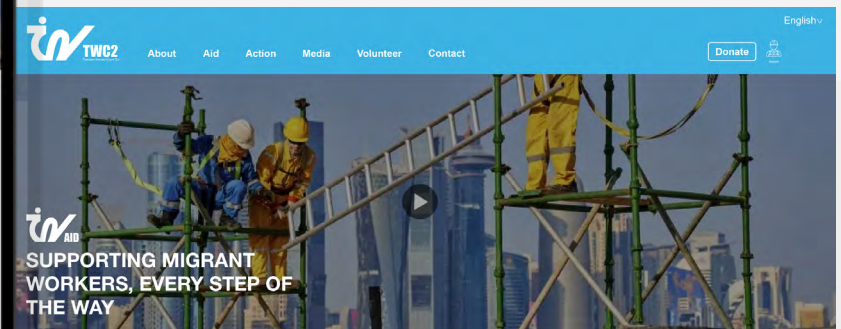 English
TWC2
About Aid Action Media Volunteer Contact
Donate
AID
SUPPORTING MIGRANT
WORKERS, EVERY STEP OF
THE WAY